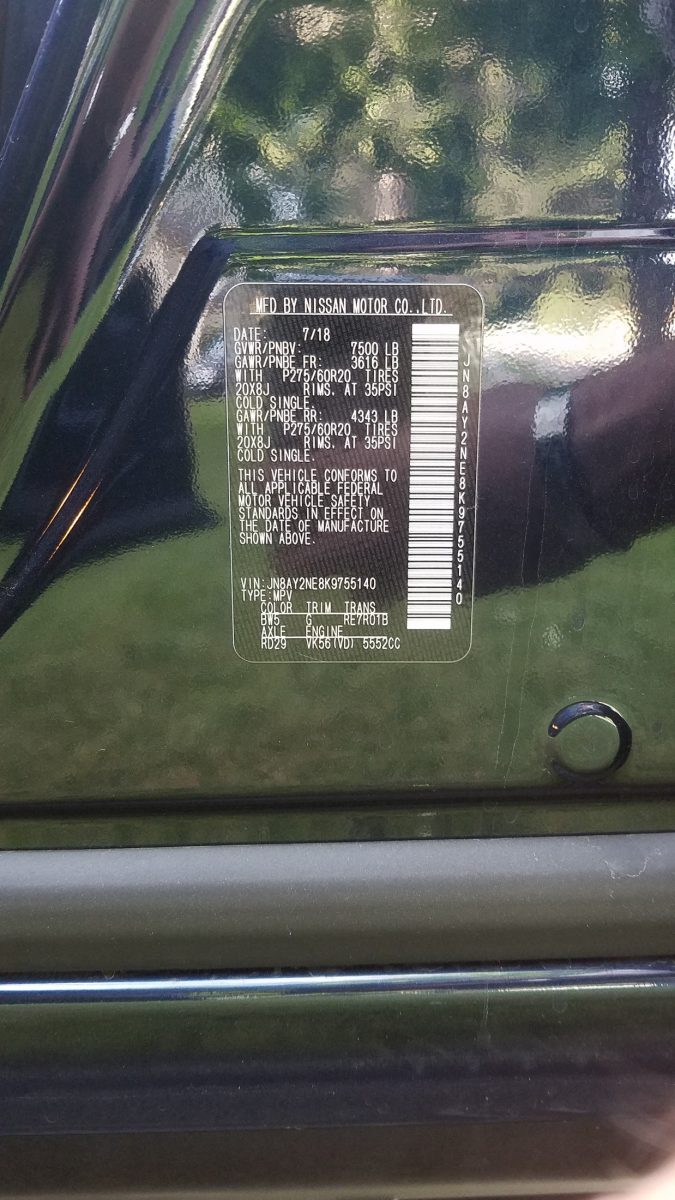 MFD BY NISSAN MOTOR CO.,LTD.
DATE: 7/18
GVWR/PNBV: 7500 LB
GAWR/PNBE FR: 3616 LB
WITH P275/60R20 TIRES
20X8J RIMS. AT 35PSI
COLD SINGLE.
GAWR/PNBE RR: 4343 LB
WITH P275/60R20 TIRES
20X8J RIMS. AT 35PSI
COLD SINGLE.
THIS VEHICLE CONFORMS TO
ALL APPLICABLE FEDERAL
MOTOR VEHICLE SAFETY
STANDARDS IN EFFECT ON
THE DATE OF MANUFACTURE
SHOWN ABOVE.
VIN:JN8AY2NE8K9755140
TYPE:MPV
COLOR TRIM TRANS
BW5 G RE7R01B
AXLE ENGINE
RD29 VK56(VD) 5552CC
JN8AY2NE8K9755140